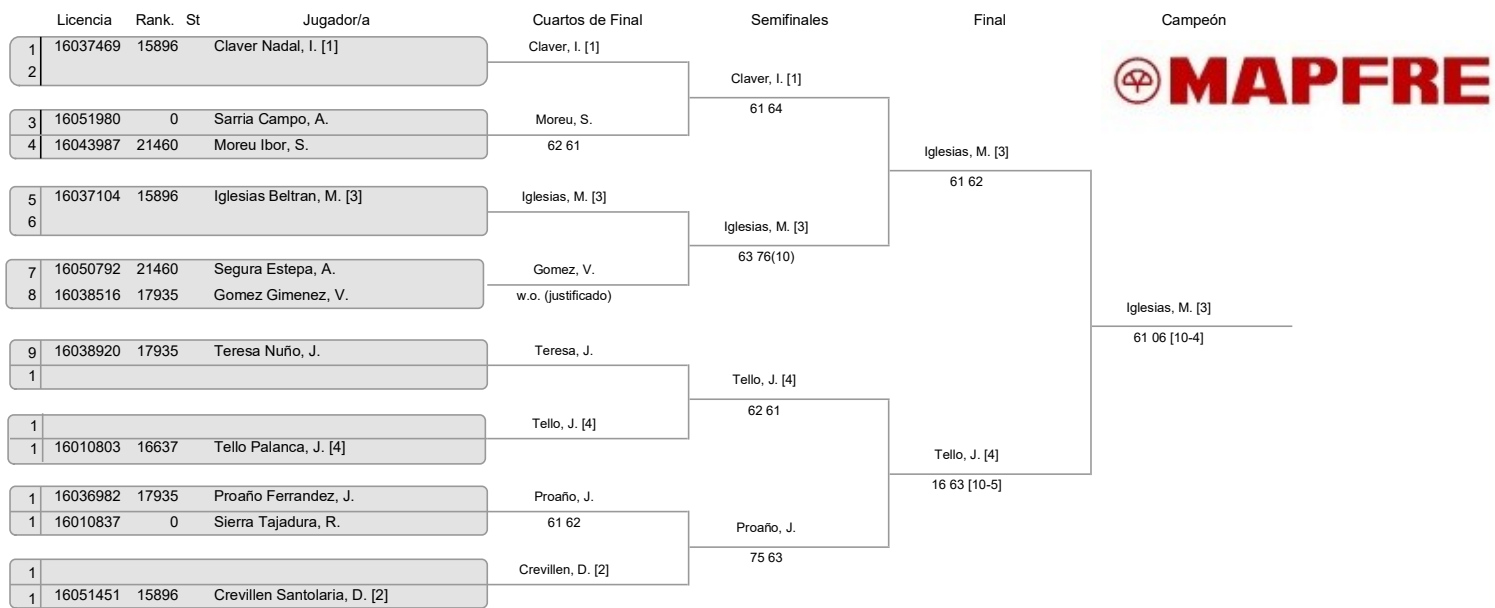 Licencia Rank. St Jugador/a Cuartos de Final Semifinales Final Campeón
1 16037469 15896 Claver Nadal, I. [1] Claver, I. [1]
2
MAPFRE
Claver, I. [1]
61 64
3 16051980 0 Sarria Campo, A. Moreu, S.
4 16043987 21460 Moreu Ibor, S. 62 61
Iglesias, M. [3]
61 62
5 16037104 15896 Iglesias Beltran, M. [3] Iglesias, M. [3]
6
Iglesias, M. [3]
63 76(10)
7 16050792 21460 Segura Estepa, A. Gomez, V.
8 16038516 17935 Gomez Gimenez, V. w.o. (justificado)
Iglesias, M. [3]
61 06 [10-4]
9 16038920 17935 Teresa Nuño, J. Teresa, J.
1
Tello, J. [4]
62 61
1 Tello, J. [4]
1 16010803 16637 Tello Palanca, J. [4]
Tello, J. [4]
16 63 [10-5]
1 16036982 17935 Proaño Ferrandez, J. Proaño, J.
1 16010837 0 Sierra Tajadura, R. 61 62
Proaño, J.
75 63
1 Crevillen, D. [2]
1 16051451 15896 Crevillen Santolaria, D. [2]